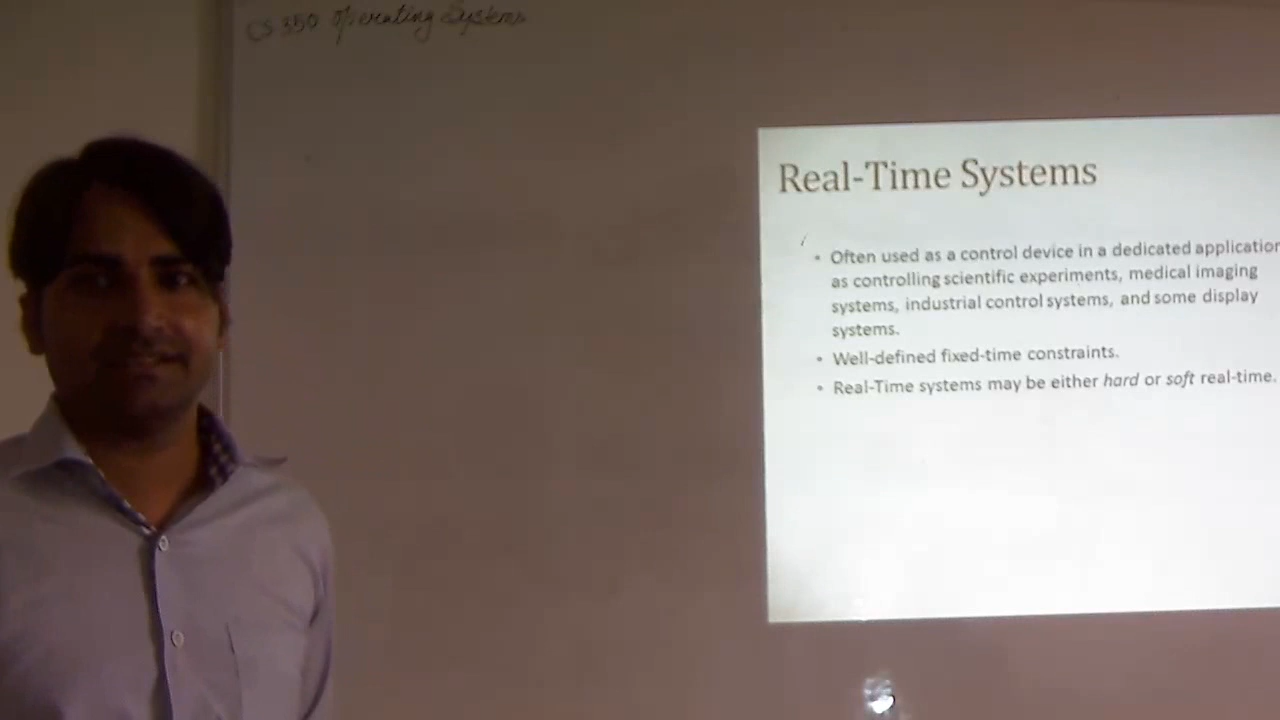 CS 350 Operating Systems
Real-Time Systems
• Often used as a control device in a dedicated application
as controlling scientific experiments, medical imaging
systems, industrial control systems, and some display
systems.
• Well-defined fixed-time constraints.
• Real-Time systems may be either hard or soft real-time.